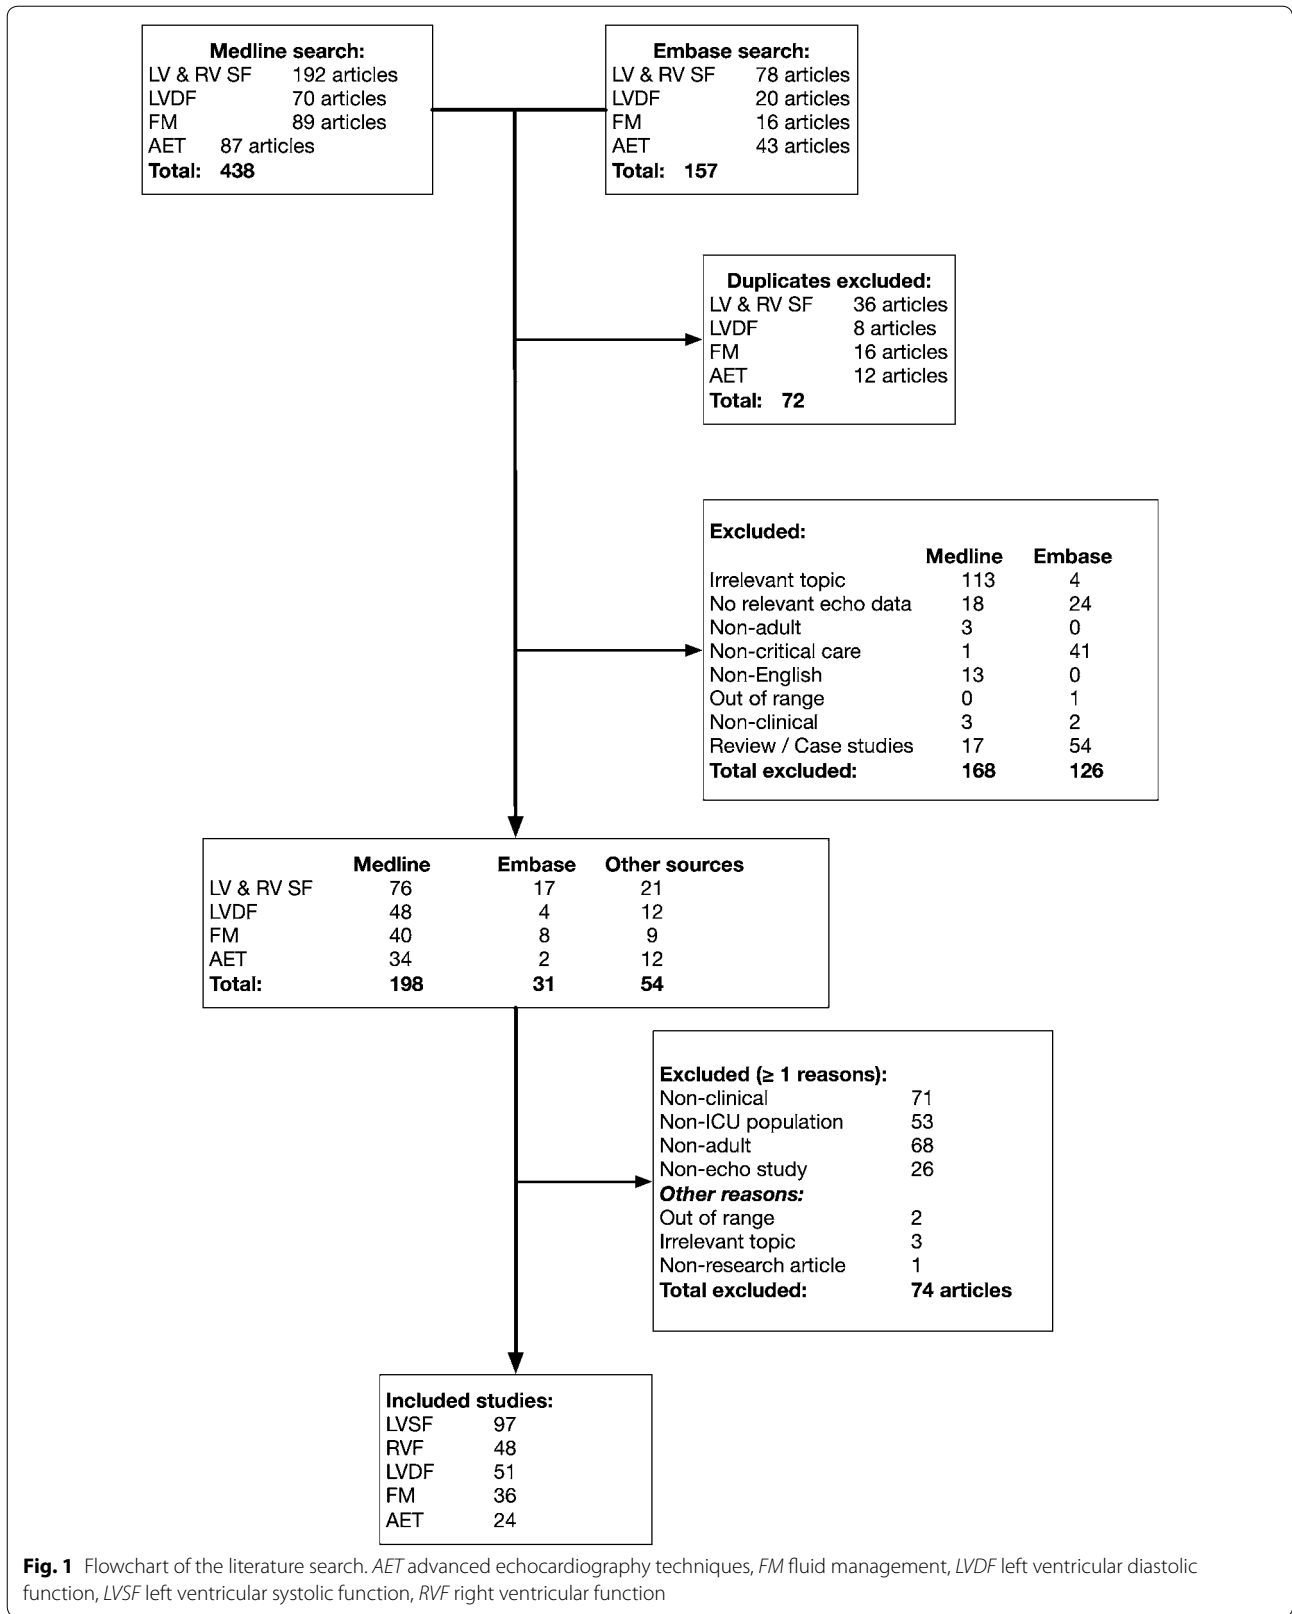 Medline search:
LV & RV SF 192 articles
LVDF 70 articles
FM 89 articles
AET 87 articles
Total: 438
Embase search:
LV & RV SF 78 articles
LVDF 20 articles
FM 16 articles
AET 43 articles
Total: 157
Duplicates excluded:
LV & RV SF 36 articles
LVDF 8 articles
FM 16 articles
AET 12 articles
Total: 72
Excluded:
Medline Embase
Irrelevant topic 113 4
No relevant echo data 18 24
Non-adult 3 0
Non-critical care 1 41
Non-English 13 0
Out of range 0 1
Non-clinical 3 2
Review / Case studies 17 54
Total excluded: 168 126
Medline Embase Other sources
LV & RV SF 76 17 21
LVDF 48 4 12
FM 40 8 9
AET 34 2 12
Total: 198 31 54
Excluded (≥ 1 reasons):
Non-clinical 71
Non-ICU population 53
Non-adult 68
Non-echo study 26
Other reasons:
Out of range 2
Irrelevant topic 3
Non-research article 1
Total excluded: 74 articles
Included studies:
LVSF 97
RVF 48
LVDF 51
FM 36
AET 24
Fig. 1 Flowchart of the literature search. AET advanced echocardiography techniques, FM fluid management, LVDF left ventricular diastolic
function, LVSF left ventricular systolic function, RVF right ventricular function